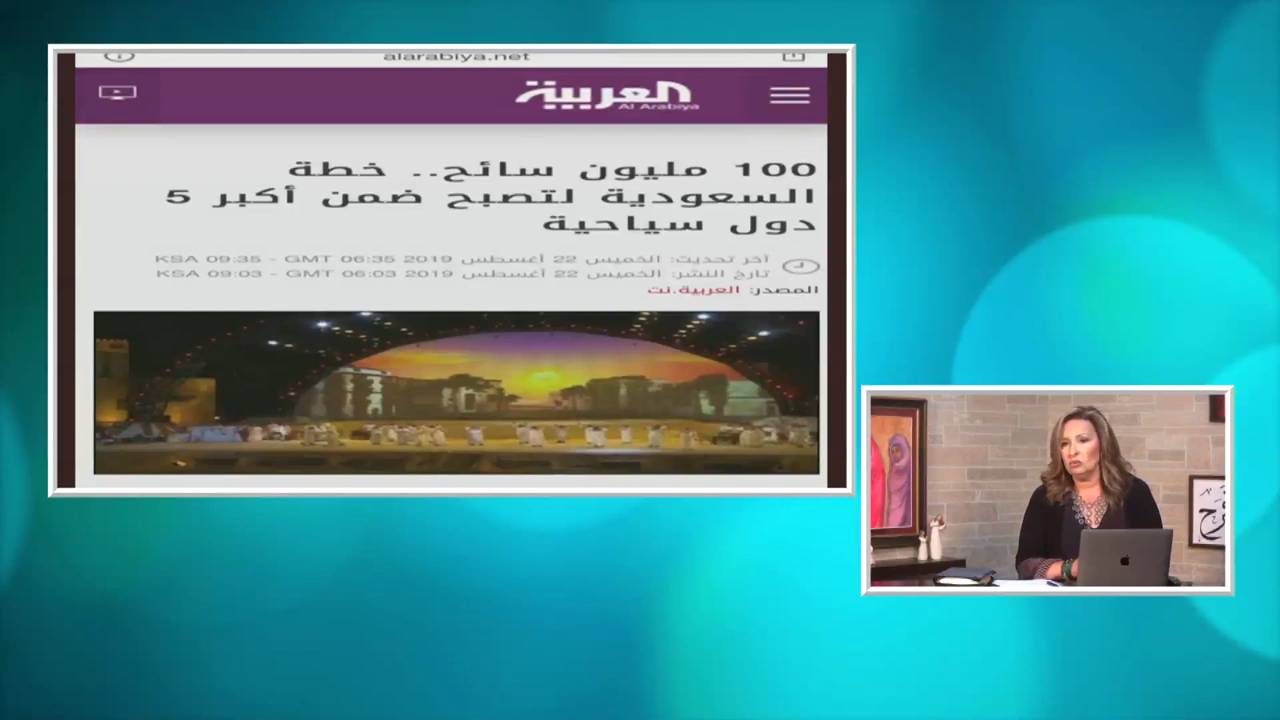 alarabiya.net
العربية
Al Arabiya
100 مليون سائح.. خطة
السعودية لتصبح ضمن أكبر 5
دول سياحية
آخر تحديث: الخميس 22 أغسطس 2019 KSA 09:35 - GMT 06:35
تارخ النشر: الخميس 22 أغسطس 2019 KSA 09:03 - GMT 06:03
المصدر: العربية.نت
فرح